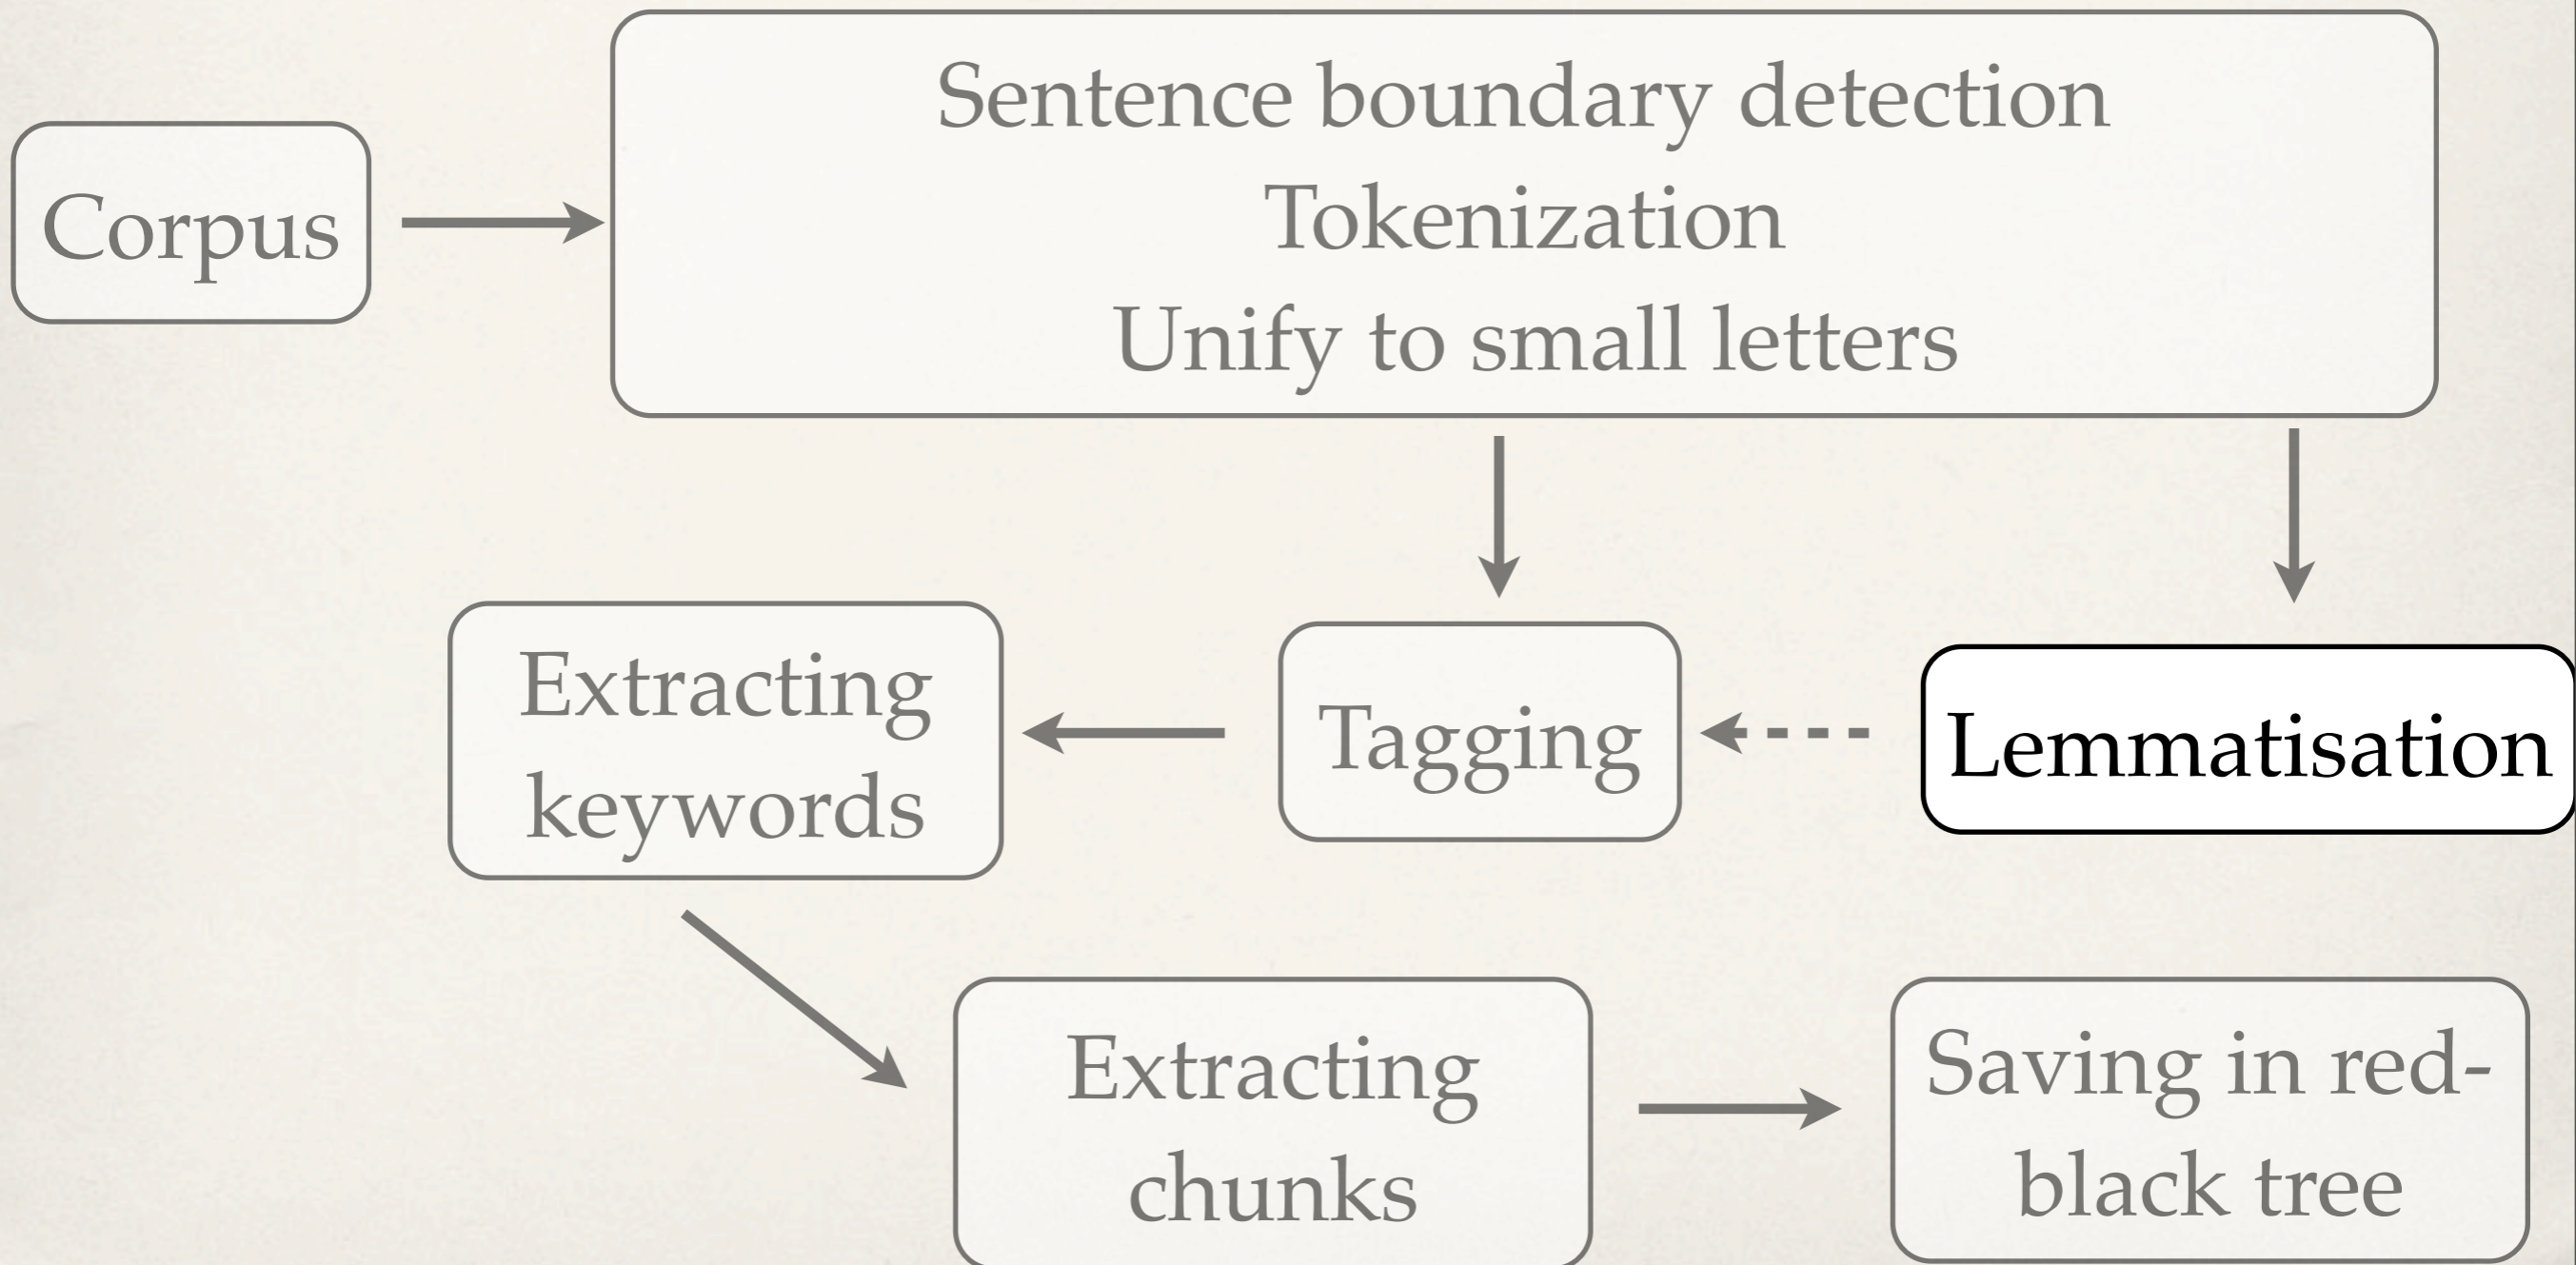 Corpus
Sentence boundary detection
Tokenization
Unify to small letters
Extracting
keywords
Tagging
Lemmatisation
Extracting
chunks
Saving in red-
black tree